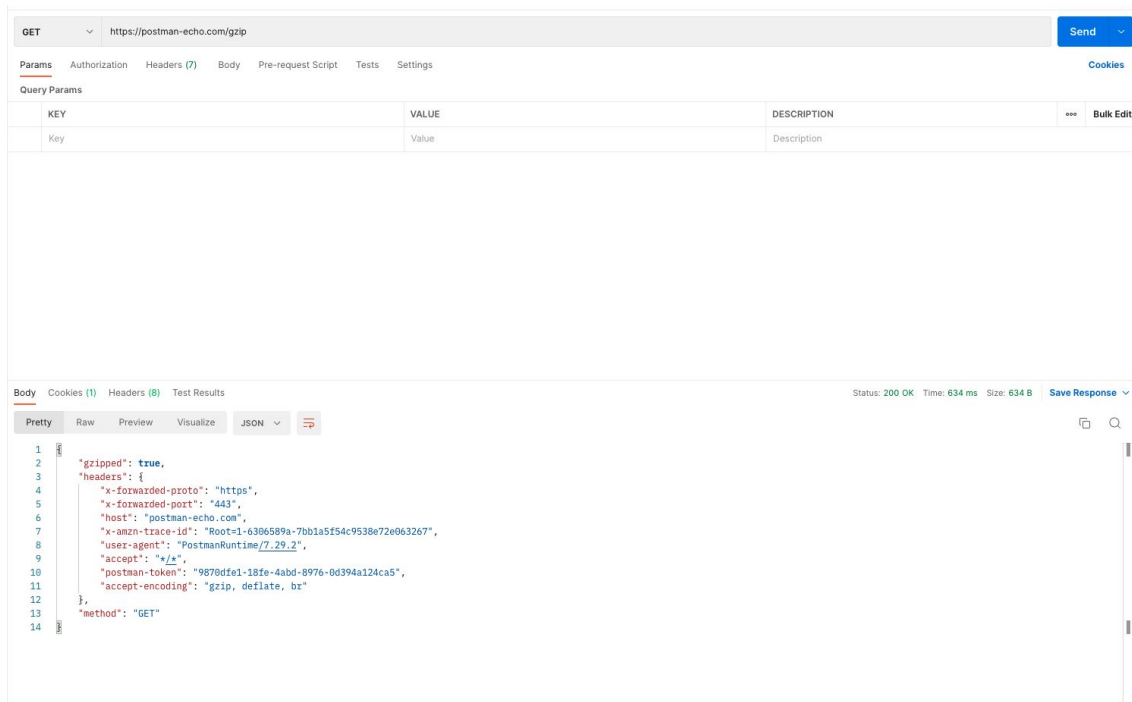 GET https://postman-echo.com/gzip Send
Params Authorization Headers (7) Body Pre-request Script Tests Settings Cookies
Query Params
KEY VALUE DESCRIPTION ooo Bulk Edit
Key Value Description
Body Cookies (1) Headers (8) Test Results Status: 200 OK Time: 634 ms Size: 634 B Save Response
Pretty Raw Preview Visualize JSON
1 {
2 "gzipped": true,
3 "headers": {
4 "x-forwarded-proto": "https",
5 "x-forwarded-port": "443",
6 "host": "postman-echo.com",
7 "x-amzn-trace-id": "Root=1-6306589a-7bb1a5f54c9538e72e063267",
8 "user-agent": "PostmanRuntime/7.29.2",
9 "accept": "*/*",
10 "postman-token": "9870dfe1-18fe-4abd-8976-0d394a124ca5",
11 "accept-encoding": "gzip, deflate, br"
12 },
13 "method": "GET"
14 }